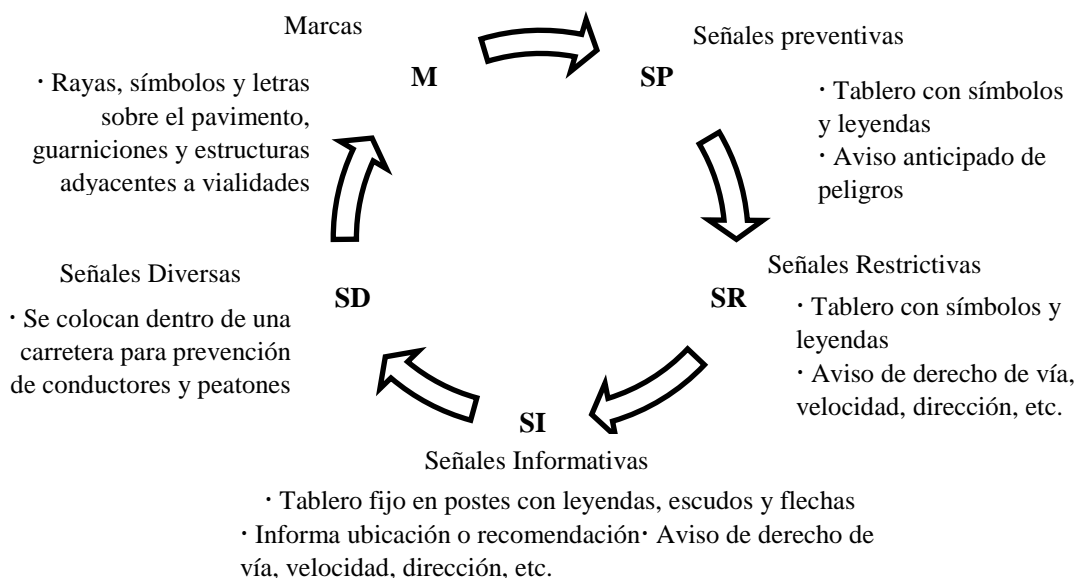 Marcas
M
· Rayas, símbolos y letras
sobre el pavimento,
guarniciones y estructuras
adyacentes a vialidades
Señales preventivas
SP
· Tablero con símbolos
y leyendas
· Aviso anticipado de
peligros
Señales Restrictivas
SR
· Tablero con símbolos y
leyendas
· Aviso de derecho de vía,
velocidad, dirección, etc.
SI
Señales Informativas
· Tablero fijo en postes con leyendas, escudos y flechas
· Informa ubicación o recomendación· Aviso de derecho de
vía, velocidad, dirección, etc.
Señales Diversas
SD
· Se colocan dentro de una
carretera para prevención
de conductores y peatones